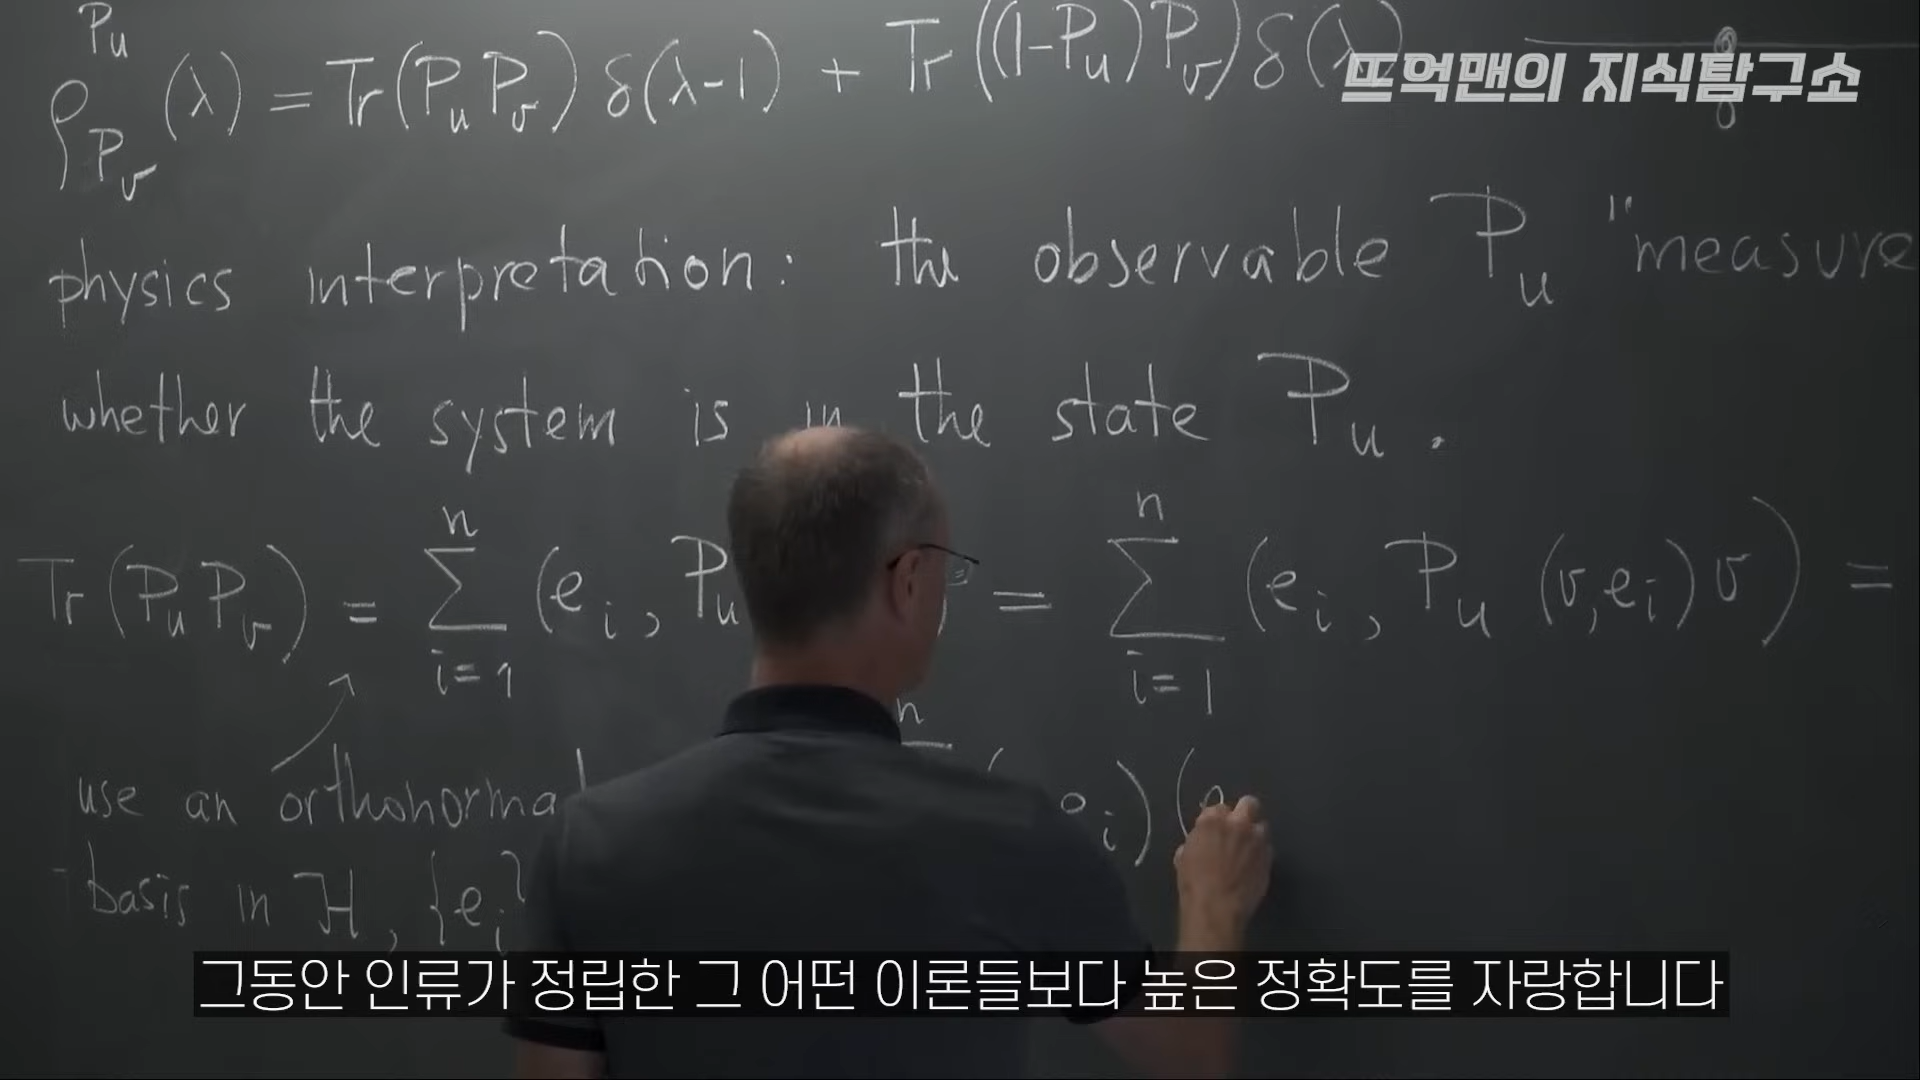 뜨억맨의 지식탐구소
ρ_{P_v}^{P_u}(λ) = Tr(P_u P_v) δ(λ-1) + Tr((1-P_u)P_v) δ(λ)
physics interpretation: the observable P_u "measure
whether the system is in the state P_u.
Tr(P_u P_v) = ∑_{i=1}^{n} (e_i, P_u = ∑_{i=1}^{n} (e_i, P_u (v,e_i) v) =
use an orthonormal
basis in H, {e_i}
n e_i) (e
그동안 인류가 정립한 그 어떤 이론들보다 높은 정확도를 자랑합니다